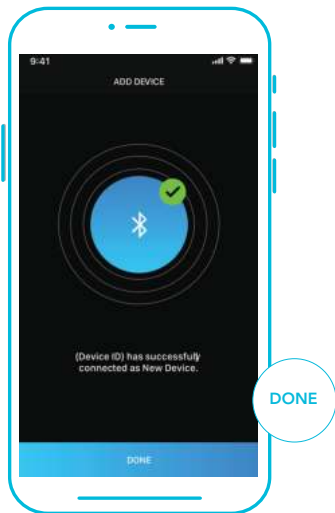 9:41
ADD DEVICE
(Device ID) has successfully
connected as New Device.
DONE
DONE